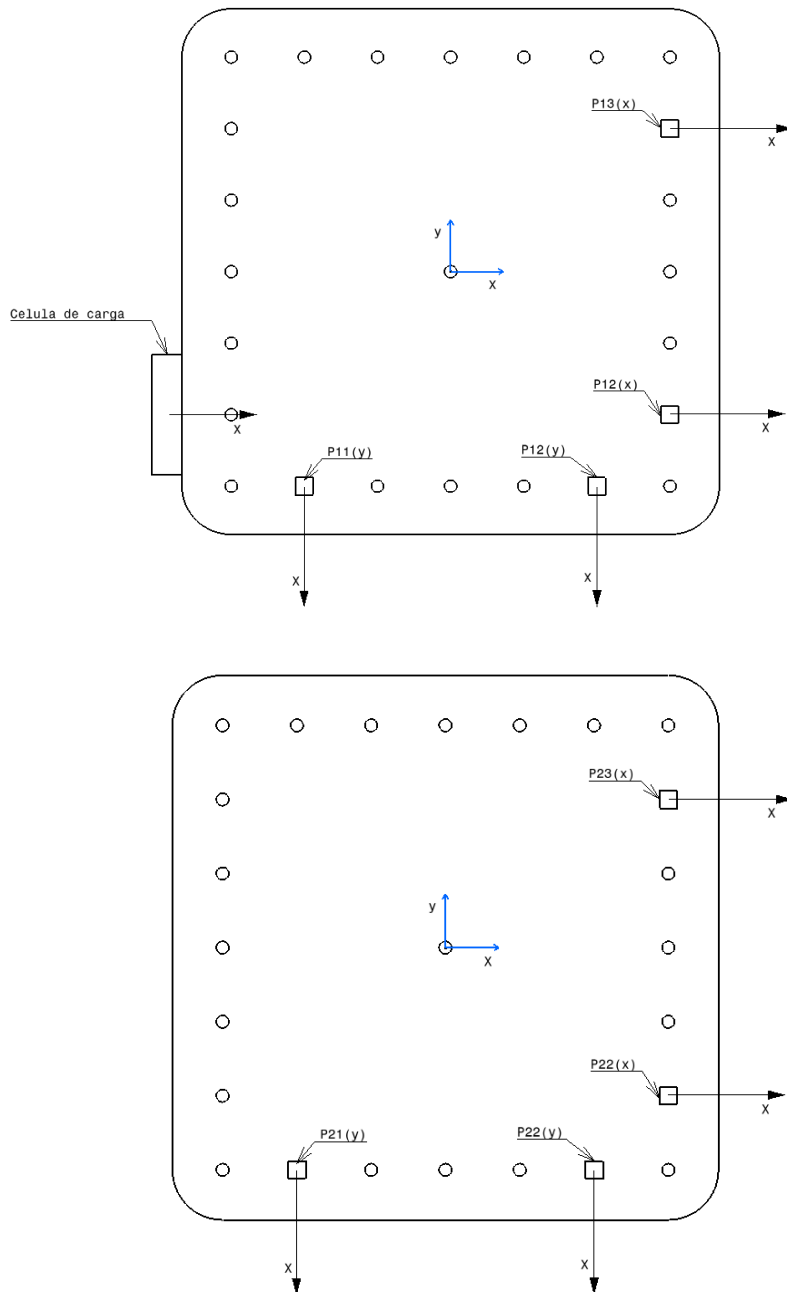 P13(x)
X
y
X
Celula de carga
P12(x)
X
X
P11(y)
P12(y)
X
X
P23(x)
X
y
X
P22(x)
X
P21(y)
P22(y)
X
X